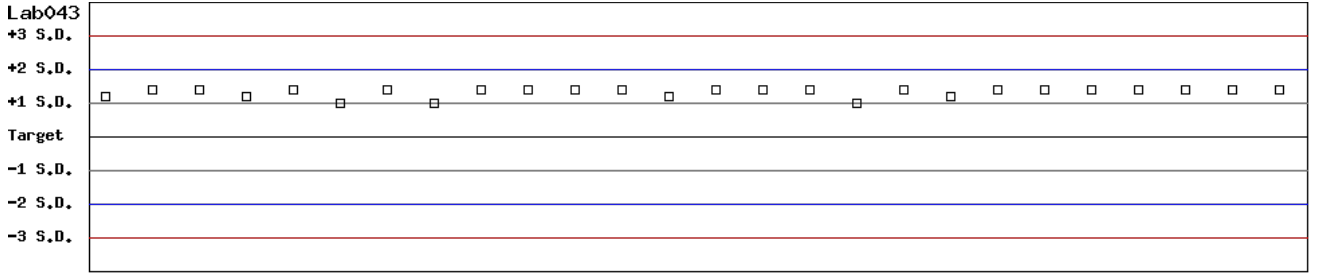 Lab043
+3 S.D.
+2 S.D.
+1 S.D.
Target
-1 S.D.
-2 S.D.
-3 S.D.